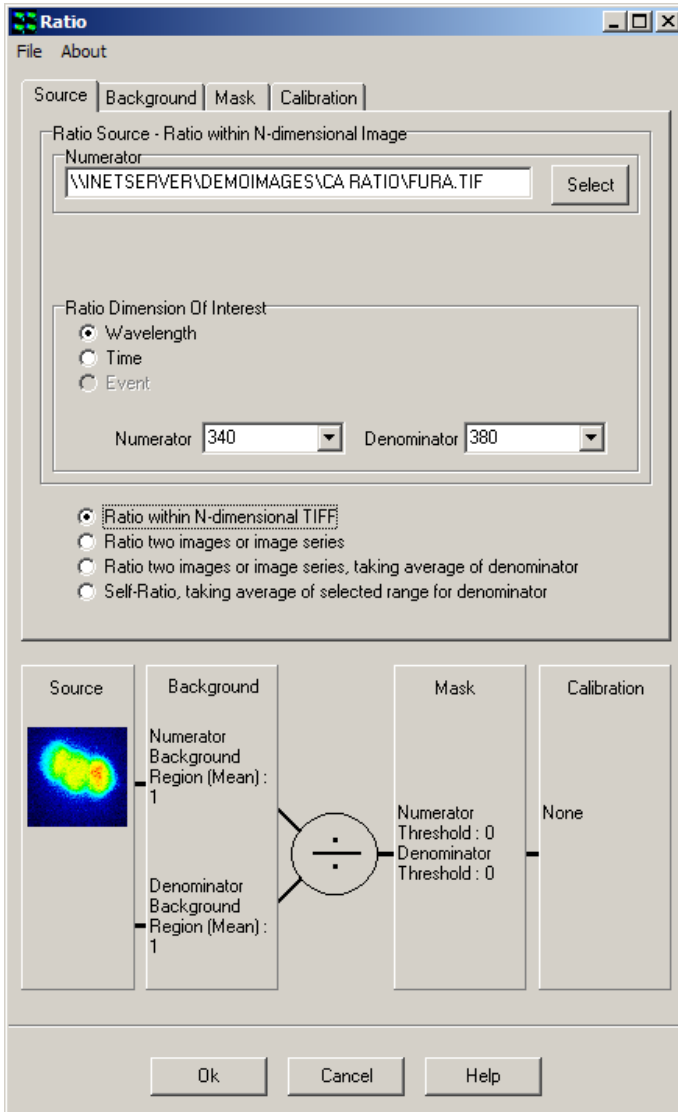 Ratio
File About
Source Background Mask Calibration
Ratio Source - Ratio within N-dimensional Image
Numerator
\\INETSERVER\DEMOIMAGES\CA RATIO\FURA.TIF Select
Ratio Dimension Of Interest
Wavelength
Time
Event
Numerator 340 Denominator 380
Ratio within N-dimensional TIFF
Ratio two images or image series
Ratio two images or image series, taking average of denominator
Self-Ratio, taking average of selected range for denominator
Source
Background
Numerator
Background
Region (Mean) :
1
Denominator
Background
Region (Mean) :
1
Mask
Numerator
Threshold : 0
Denominator
Threshold : 0
Calibration
None
Ok Cancel Help